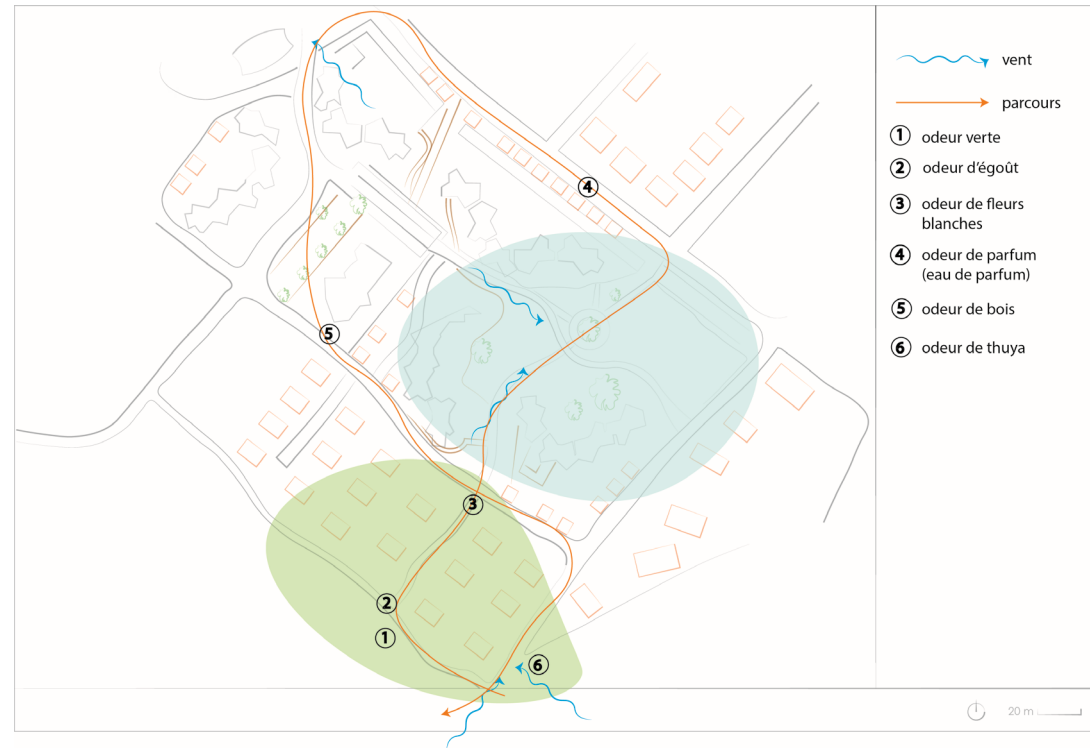 vent
parcours
1 odeur verte
2 odeur d'égoût
3 odeur de fleurs
blanches
4 odeur de parfum
(eau de parfum)
5 odeur de bois
6 odeur de thuya
4
5
3
2
1
6
20 m